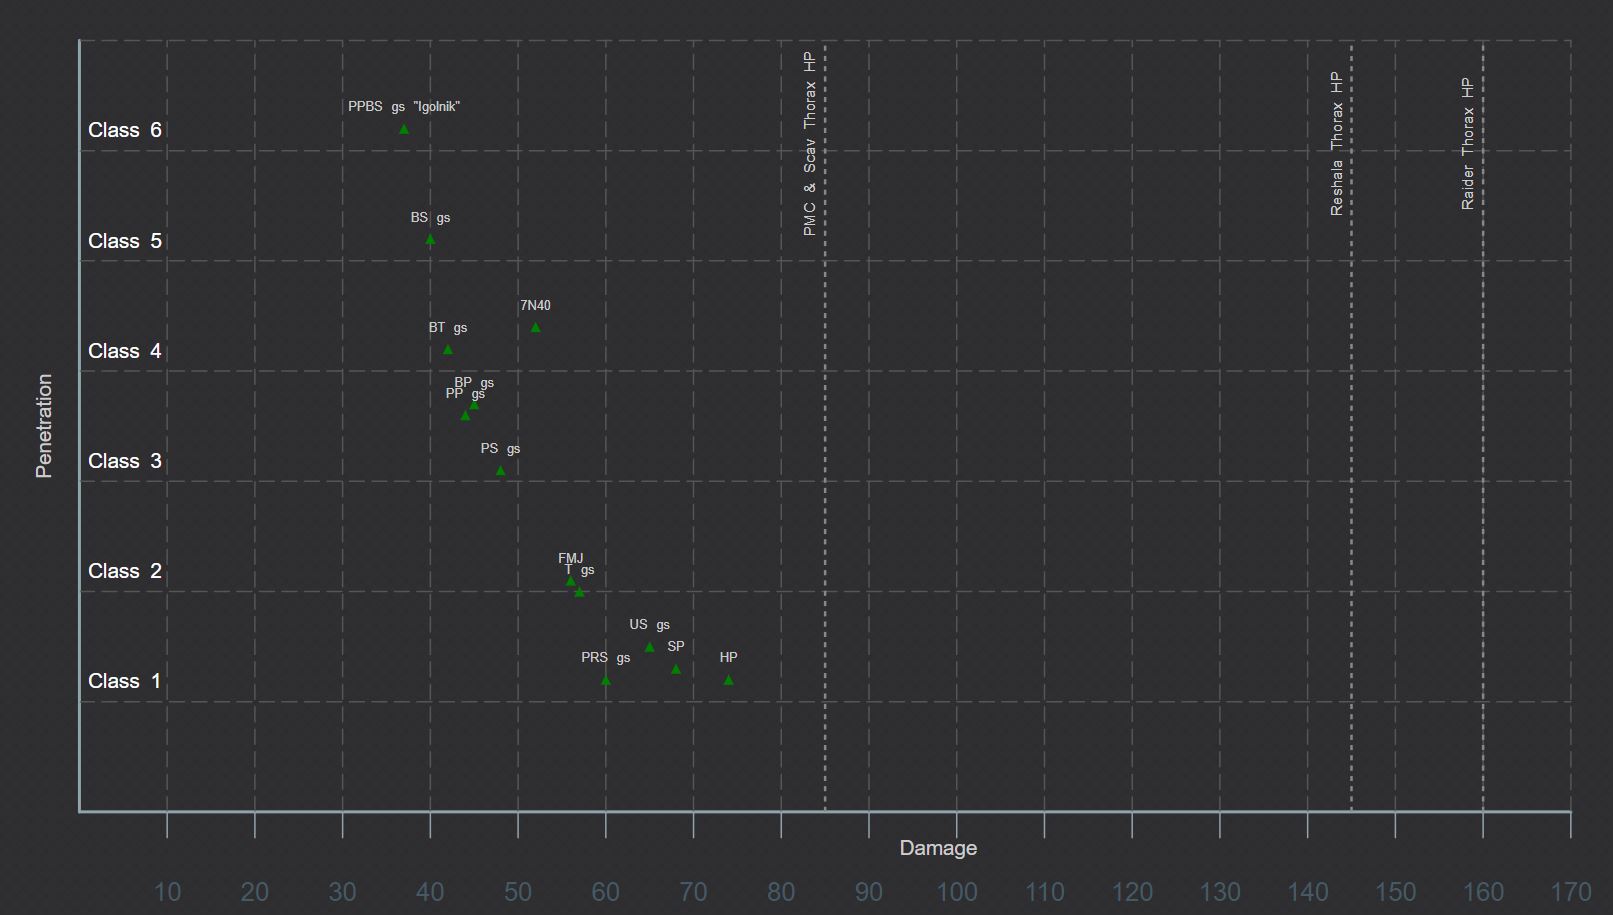 PPBS gs "Igolnik"
Class 6
BS gs
Class 5
7N40
BT gs
Class 4
BP gs
PP gs
PS gs
Class 3
FMJ
T gs
Class 2
US gs
SP
PRS gs
HP
Class 1
PMC & Scav Thorax HP
Reshala Thorax HP
Raider Thorax HP
Penetration
Damage
10 20 30 40 50 60 70 80 90 100 110 120 130 140 150 160 170